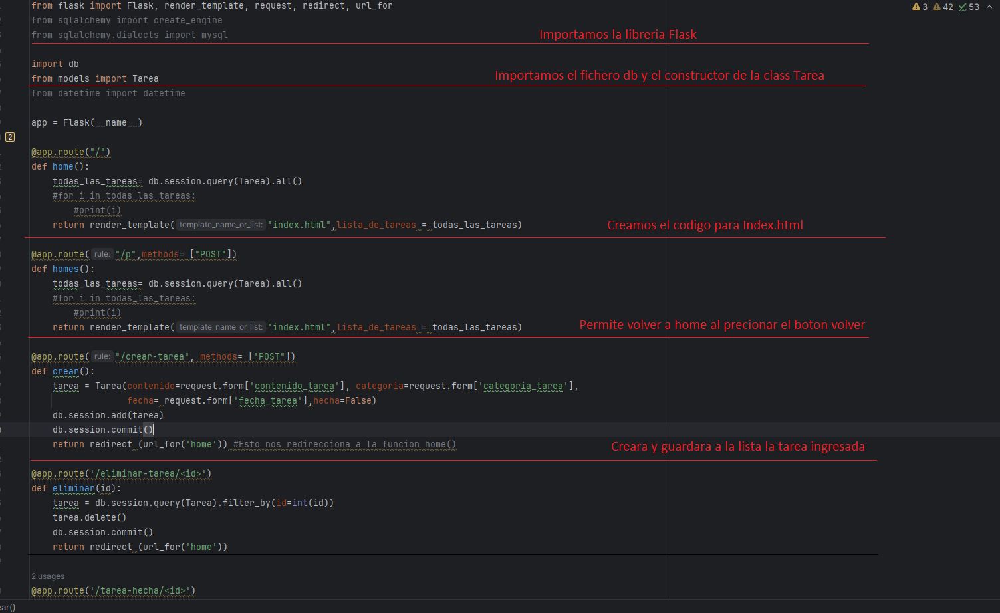 from flask import Flask, render_template, request, redirect, url_for
3 42 53
from sqlalchemy import create_engine
from sqlalchemy.dialects import mysql
Importamos la libreria Flask
import db
from models import Tarea
Importamos el fichero db y el constructor de la class Tarea
from datetime import datetime
app = Flask(__name__)
2
@app.route("/")
def home():
todas_las_tareas= db.session.query(Tarea).all()
#for i in todas_las_tareas:
#print(i)
return render_template( template_name_or_list: "index.html",lista_de_tareas = todas_las_tareas)
Creamos el codigo para Index.html
@app.route( rule: "/p",methods= ["POST"])
def homes():
todas_las_tareas= db.session.query(Tarea).all()
#for i in todas_las_tareas:
#print(i)
return render_template( template_name_or_list: "index.html",lista_de_tareas = todas_las_tareas)
Permite volver a home al precionar el boton volver
@app.route( rule: "/crear-tarea", methods= ["POST"])
def crear():
tarea = Tarea(contenido=request.form['contenido_tarea'], categoria=request.form['categoria_tarea'],
fecha= request.form['fecha_tarea'],hecha=False)
db.session.add(tarea)
db.session.commit()
return redirect (url_for('home')) #Esto nos redirecciona a la funcion home()
Creara y guardara a la lista la tarea ingresada
@app.route('/eliminar-tarea/<id>')
def eliminar(id):
tarea = db.session.query(Tarea).filter_by(id=int(id))
tarea.delete()
db.session.commit()
return redirect (url_for('home'))
2 usages
@app.route('/tarea-hecha/<id>')
ear()